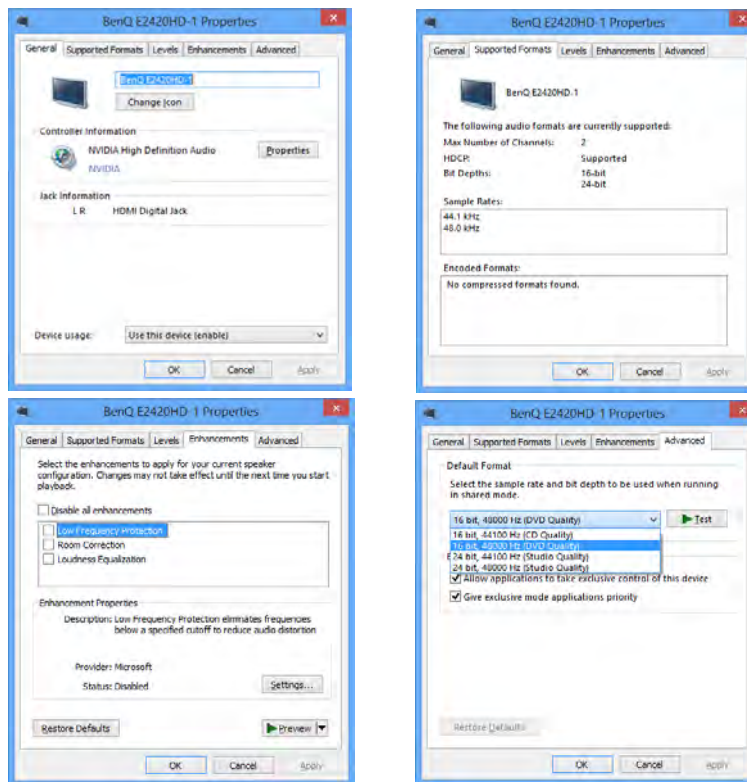 BenQ E2420HD-1 Properties
General Supported Formats Levels Enhancements Advanced
BenQ E2420HD-1
Change Icon
Controller Information
NVIDIA High Definition Audio Properties
NVIDIA
Jack Information
L R HDMI Digital Jack
Device usage: Use this device (enable)
OK Cancel Apply
BenQ E2420HD-1 Properties
General Supported Formats Levels Enhancements Advanced
BenQ E2420HD-1
The following audio formats are currently supported:
Max Number of Channels: 2
HDCP: Supported
Bit Depths: 16-bit
24-bit
Sample Rates:
44.1 kHz
48.0 kHz
Encoded Formats:
No compressed formats found.
OK Cancel Apply
BenQ E2420HD-1 Properties
General Supported Formats Levels Enhancements Advanced
Select the enhancements to apply for your current speaker
configuration. Changes may not take effect until the next time you start
playback.
Disable all enhancements
Low Frequency Protection
Room Correction
Loudness Equalization
Enhancement Properties
Description: Low Frequency Protection eliminates frequencies
below a specified cutoff to reduce audio distortion
Provider: Microsoft
Status: Disabled Settings...
Restore Defaults Preview
OK Cancel Apply
BenQ E2420HD-1 Properties
General Supported Formats Levels Enhancements Advanced
Default Format
Select the sample rate and bit depth to be used when running
in shared mode.
16 bit, 48000 Hz (DVD Quality) Test
16 bit, 44100 Hz (CD Quality)
16 bit, 48000 Hz (DVD Quality)
24 bit, 44100 Hz (Studio Quality)
24 bit, 48000 Hz (Studio Quality)
Allow applications to take exclusive control of this device
Give exclusive mode applications priority
Restore Defaults
OK Cancel Apply